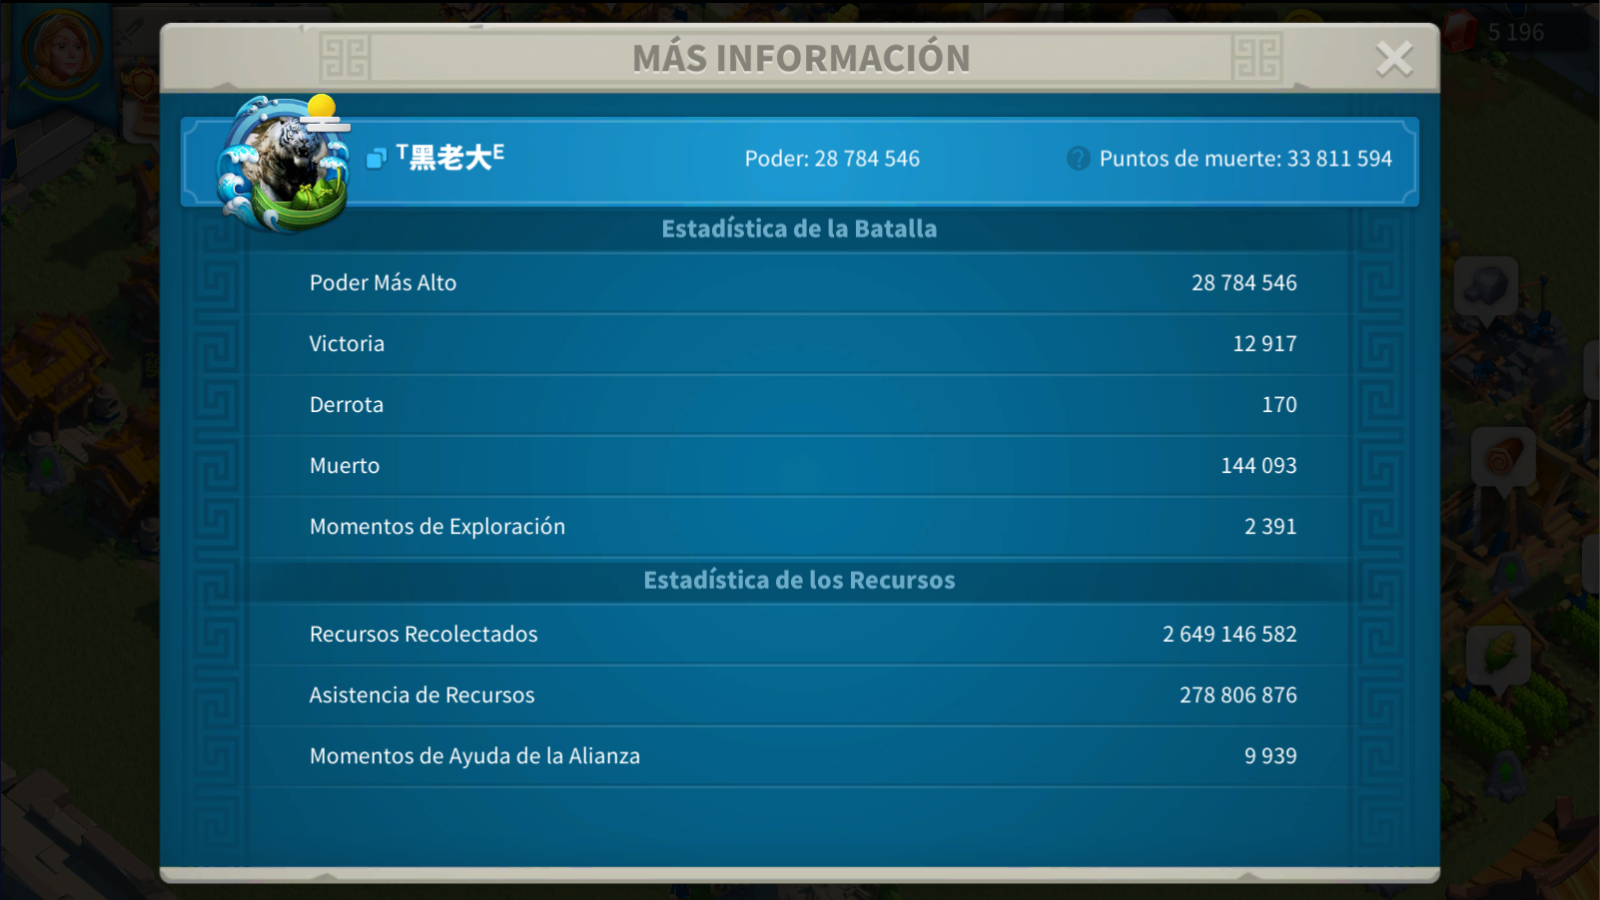 5 196
MÁS INFORMACIÓN
ᵀ黑老大ᴱ
Poder: 28 784 546
? Puntos de muerte: 33 811 594
Estadística de la Batalla
Poder Más Alto 28 784 546
Victoria 12 917
Derrota 170
Muerto 144 093
Momentos de Exploración 2 391
Estadística de los Recursos
Recursos Recolectados 2 649 146 582
Asistencia de Recursos 278 806 876
Momentos de Ayuda de la Alianza 9 939